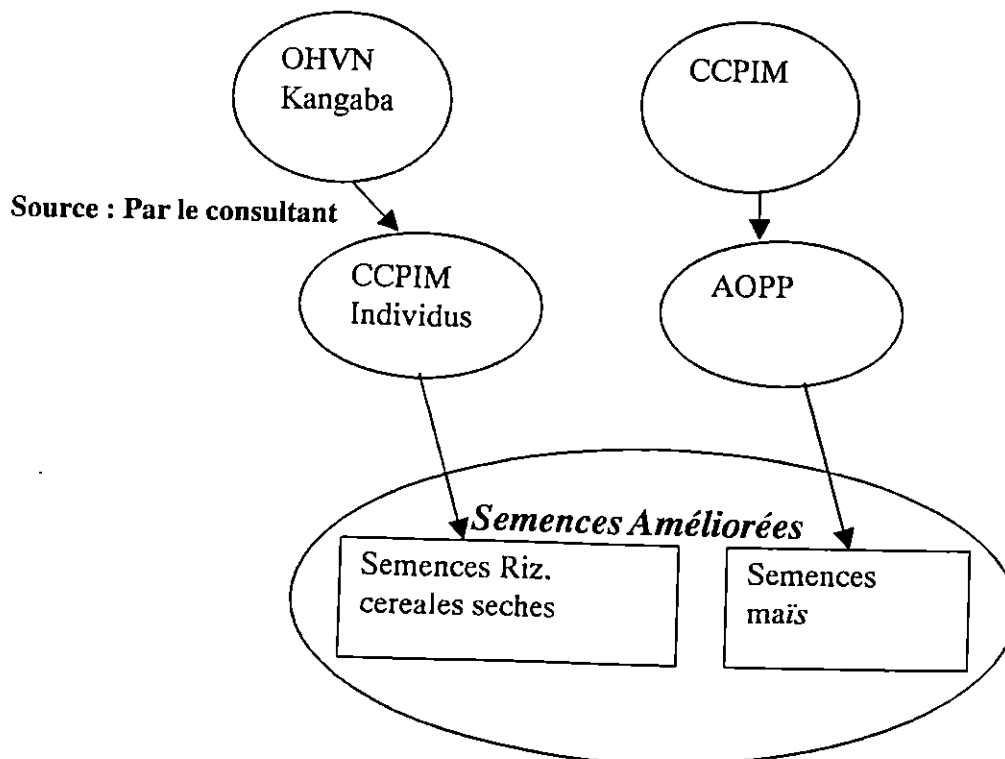 OHVN
Kangaba
CCPIM
Source : Par le consultant
CCPIM
Individus
AOPP
Semences Améliorées
Semences Riz.
cereales seches
Semences
maïs